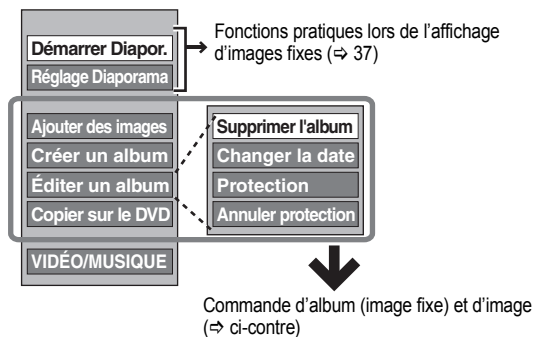 Démarrer Diapor.
Réglage Diaporama
Fonctions pratiques lors de l'affichage
d'images fixes (⇨ 37)
Ajouter des images
Créer un album
Éditer un album
Copier sur le DVD
VIDÉO/MUSIQUE
Supprimer l'album
Changer la date
Protection
Annuler protection
Commande d'album (image fixe) et d'image
(⇨ ci-contre)